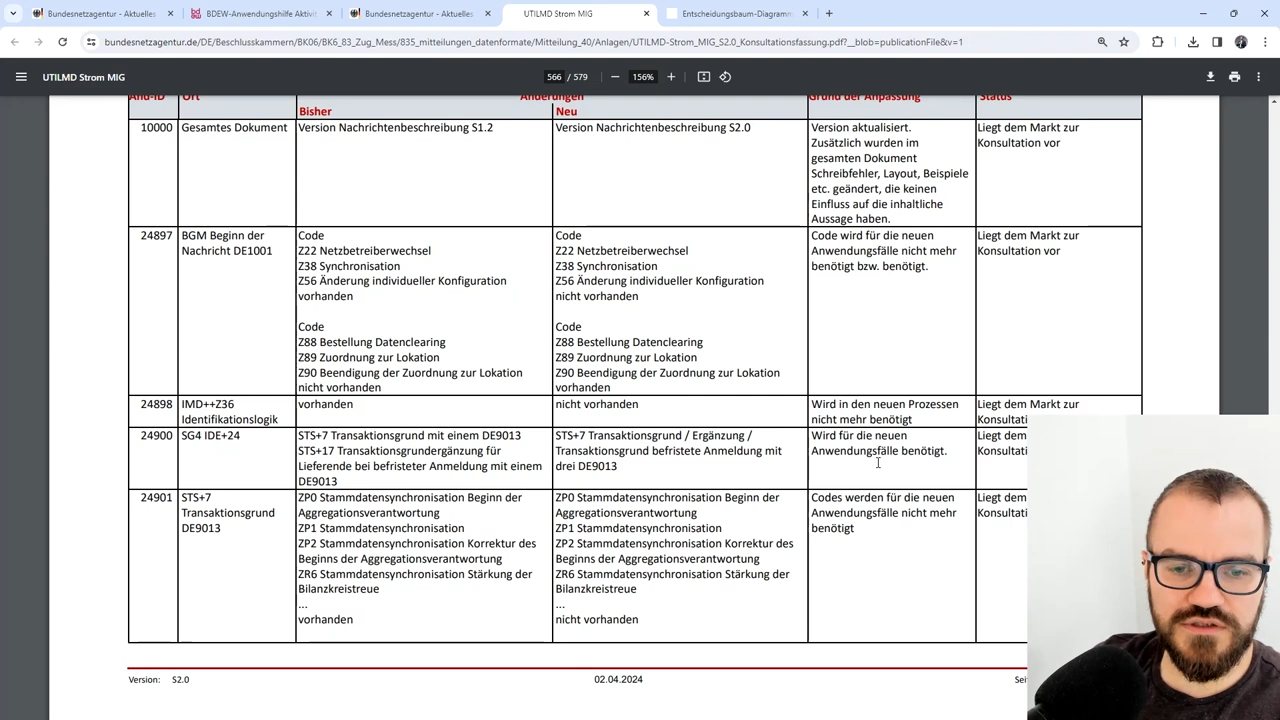 Bundesnetzagentur - Aktuelles
BDEW-Anwendungshilfe Aktivit
Bundesnetzagentur - Aktuelles
UTILMD Strom MIG
Entscheidungsbaum-Diagramm
bundesnetzagentur.de/DE/Beschlusskammern/BK06/BK6_83_Zug_Mess/835_mitteilungen_datenformate/Mitteilung_40/Anlagen/UTILMD-Strom_MIG_S2.0_Konsultationsfassung.pdf?__blob=publicationFile&v=1
UTILMD Strom MIG
566 / 579
156%
Änd-ID
Ort
Änderungen
Grund der Anpassung
Status
Bisher
Neu
10000
Gesamtes Dokument
Version Nachrichtenbeschreibung S1.2
Version Nachrichtenbeschreibung S2.0
Version aktualisiert.
Zusätzlich wurden im
gesamten Dokument
Schreibfehler, Layout, Beispiele
etc. geändert, die keinen
Einfluss auf die inhaltliche
Aussage haben.
Liegt dem Markt zur
Konsultation vor
24897
BGM Beginn der
Nachricht DE1001
Code
Z22 Netzbetreiberwechsel
Z38 Synchronisation
Z56 Änderung individueller Konfiguration
vorhanden
Code
Z88 Bestellung Datenclearing
Z89 Zuordnung zur Lokation
Z90 Beendigung der Zuordnung zur Lokation
nicht vorhanden
Code
Z22 Netzbetreiberwechsel
Z38 Synchronisation
Z56 Änderung individueller Konfiguration
nicht vorhanden
Code
Z88 Bestellung Datenclearing
Z89 Zuordnung zur Lokation
Z90 Beendigung der Zuordnung zur Lokation
vorhanden
Code wird für die neuen
Anwendungsfälle nicht mehr
benötigt bzw. benötigt.
Liegt dem Markt zur
Konsultation vor
24898
IMD++Z36
Identifikationslogik
vorhanden
nicht vorhanden
Wird in den neuen Prozessen
nicht mehr benötigt
Liegt dem Markt zur
Konsultati
24900
SG4 IDE+24
STS+7 Transaktionsgrund mit einem DE9013
STS+17 Transaktionsgrundergänzung für
Lieferende bei befristeter Anmeldung mit einem
DE9013
STS+7 Transaktionsgrund / Ergänzung /
Transaktionsgrund befristete Anmeldung mit
drei DE9013
Wird für die neuen
Anwendungsfälle benötigt.
Liegt dem
Konsultati
24901
STS+7
Transaktionsgrund
DE9013
ZP0 Stammdatensynchronisation Beginn der
Aggregationsverantwortung
ZP1 Stammdatensynchronisation
ZP2 Stammdatensynchronisation Korrektur des
Beginns der Aggregationsverantwortung
ZR6 Stammdatensynchronisation Stärkung der
Bilanzkreistreue
...
vorhanden
ZP0 Stammdatensynchronisation Beginn der
Aggregationsverantwortung
ZP1 Stammdatensynchronisation
ZP2 Stammdatensynchronisation Korrektur des
Beginns der Aggregationsverantwortung
ZR6 Stammdatensynchronisation Stärkung der
Bilanzkreistreue
...
nicht vorhanden
Codes werden für die neuen
Anwendungsfälle nicht mehr
benötigt
Liegt dem
Konsultati
Version: S2.0
02.04.2024
Sei